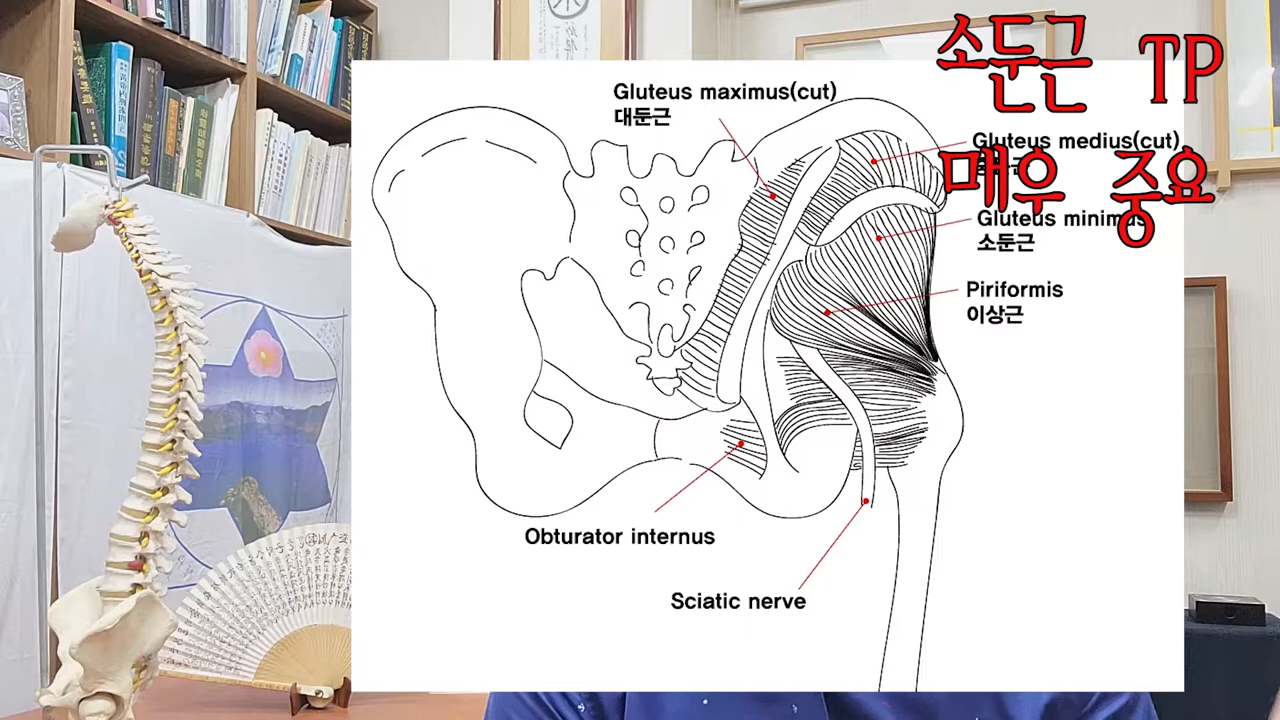 소둔근 TP
매우 중요
Gluteus maximus(cut)
대둔근
Gluteus medius(cut)
Gluteus minimus
소둔근
Piriformis
이상근
Obturator internus
Sciatic nerve